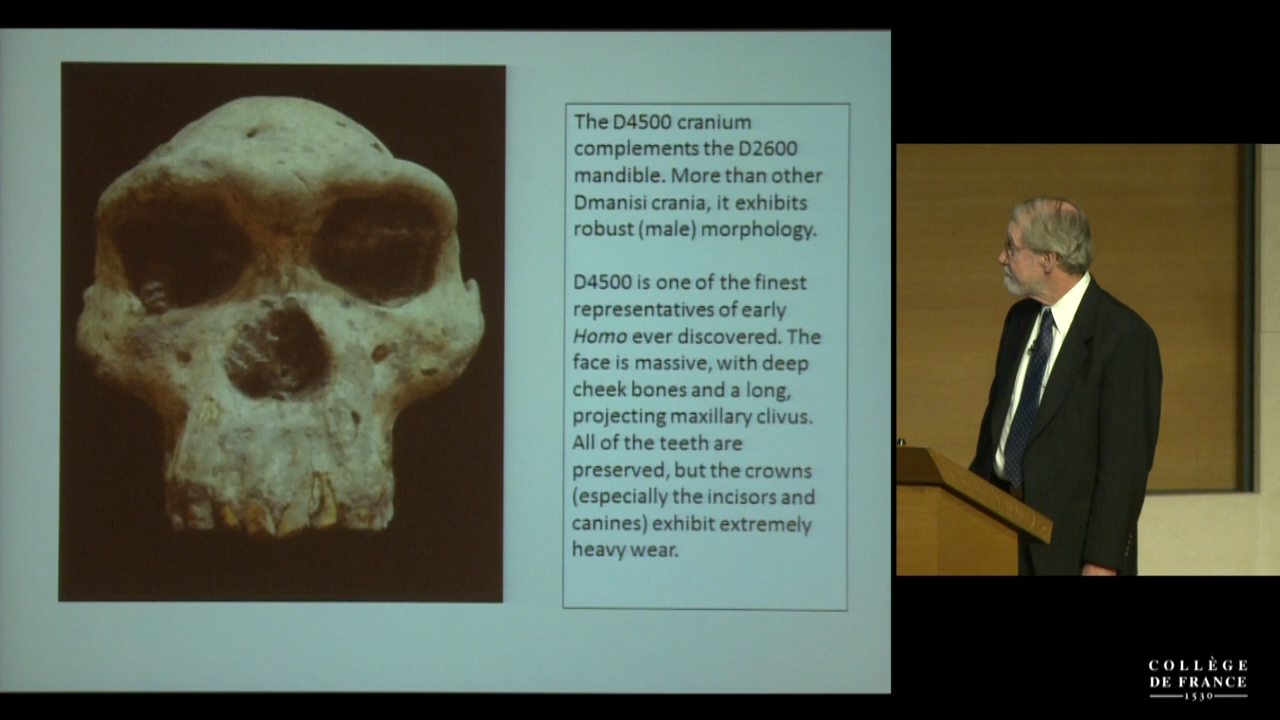 The D4500 cranium
complements the D2600
mandible. More than other
Dmanisi crania, it exhibits
robust (male) morphology.
D4500 is one of the finest
representatives of early
Homo ever discovered. The
face is massive, with deep
cheek bones and a long,
projecting maxillary clivus.
All of the teeth are
preserved, but the crowns
(especially the incisors and
canines) exhibit extremely
heavy wear.
COLLÈGE
DE FRANCE
1530